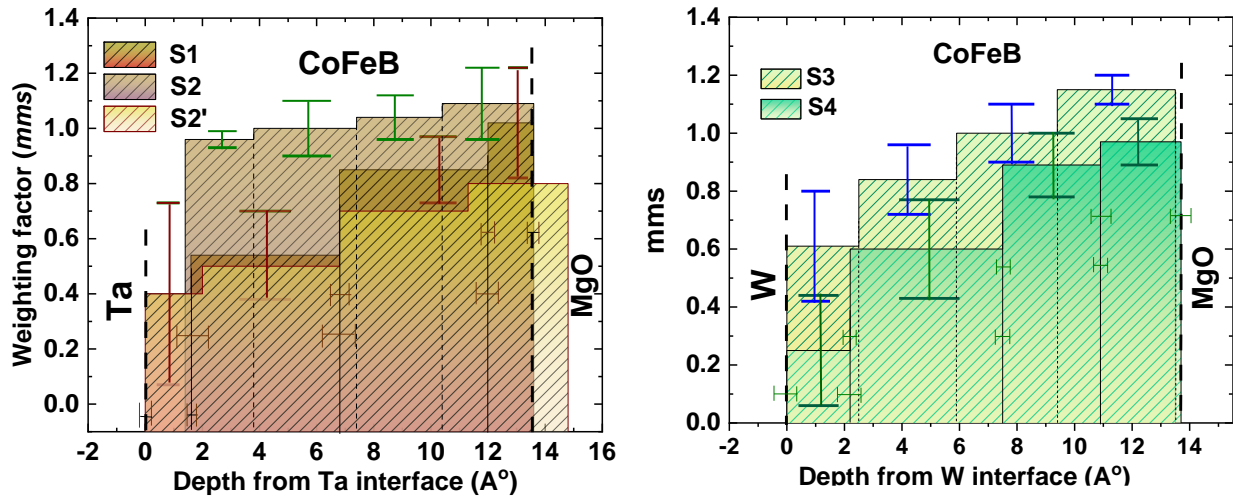 1.4
1.2
1.0
0.8
0.6
0.4
0.2
0.0
Weighting factor (mms)
S1
S2
S2'
CoFeB
Ta
MgO
-2 0 2 4 6 8 10 12 14 16
Depth from Ta interface (A°)
1.4
1.2
1.0
0.8
0.6
0.4
0.2
0.0
mms
CoFeB
S3
S4
W
MgO
-2 0 2 4 6 8 10 12 14
Depth from W interface (A°)